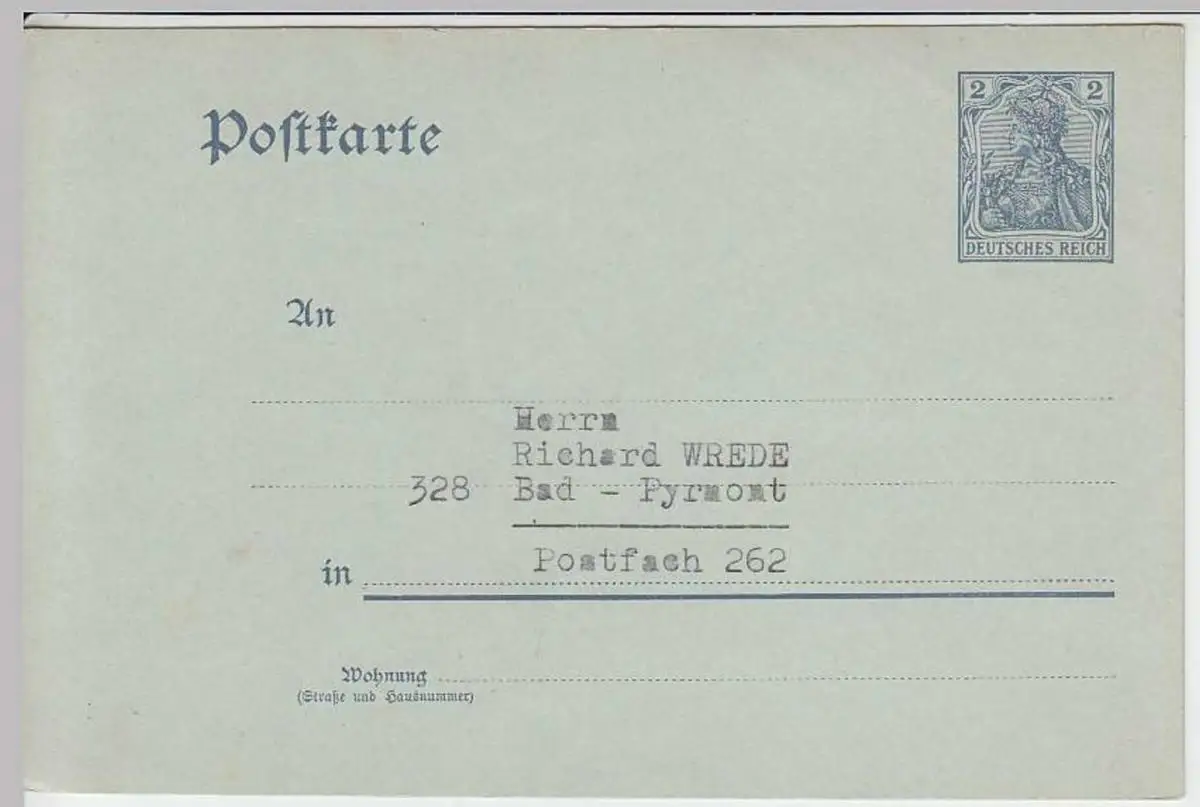 Postkarte
2 2
DEUTSCHES REICH
An
Herrn
Richard WREDE
328 Bad - Pyrmont
Postfach 262
in
Wohnung
(Straße und Hausnummer)